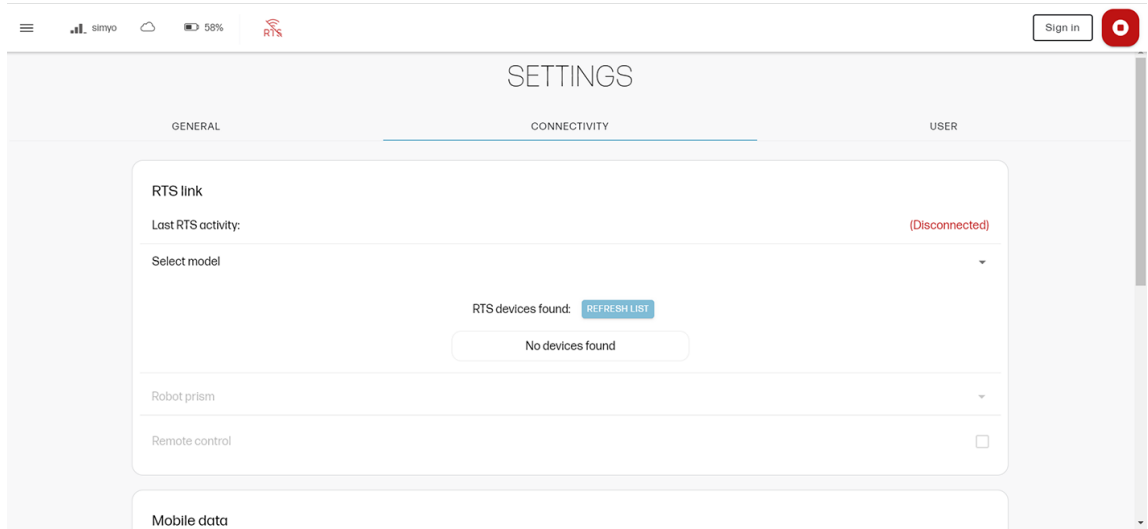 simyo 58% RTS Sign in
SETTINGS
GENERAL CONNECTIVITY USER
RTS link
Last RTS activity: (Disconnected)
Select model
RTS devices found: REFRESH LIST
No devices found
Robot prism
Remote control
Mobile data